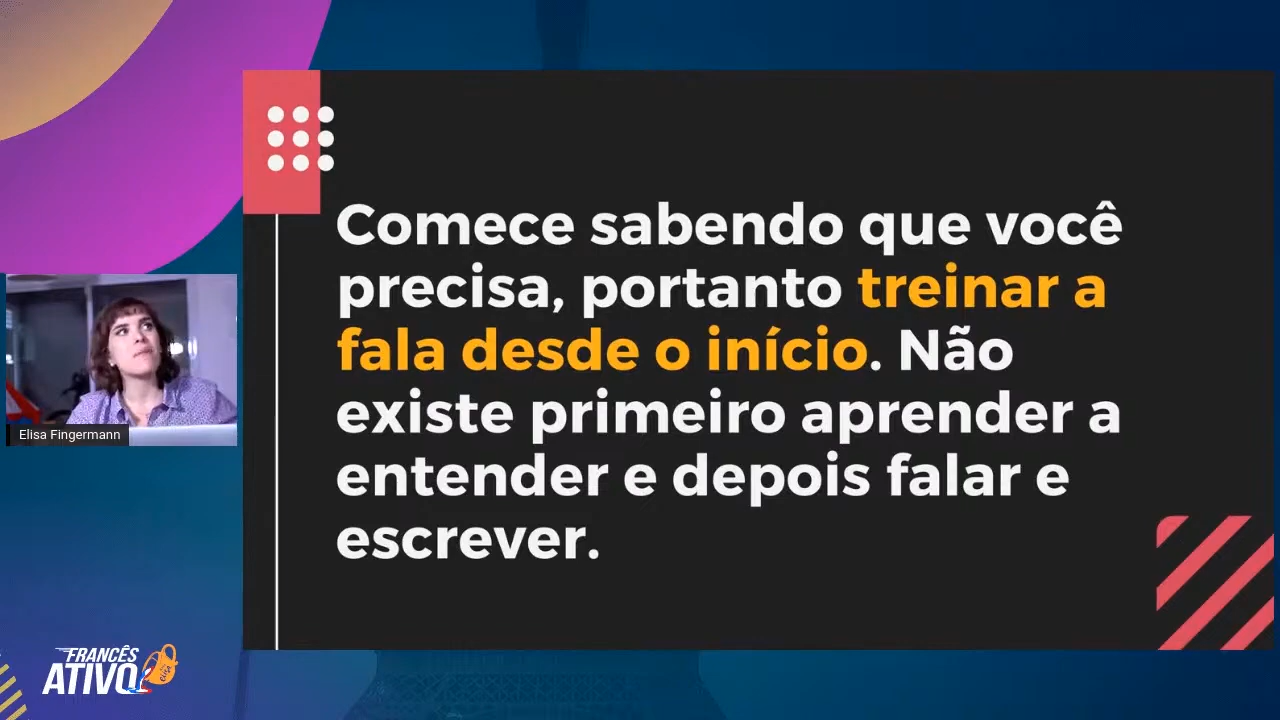 Comece sabendo que você
precisa, portanto treinar a
fala desde o início. Não
existe primeiro aprender a
entender e depois falar e
escrever.
Elisa Fingermann
FRANCÊS
ATIVO